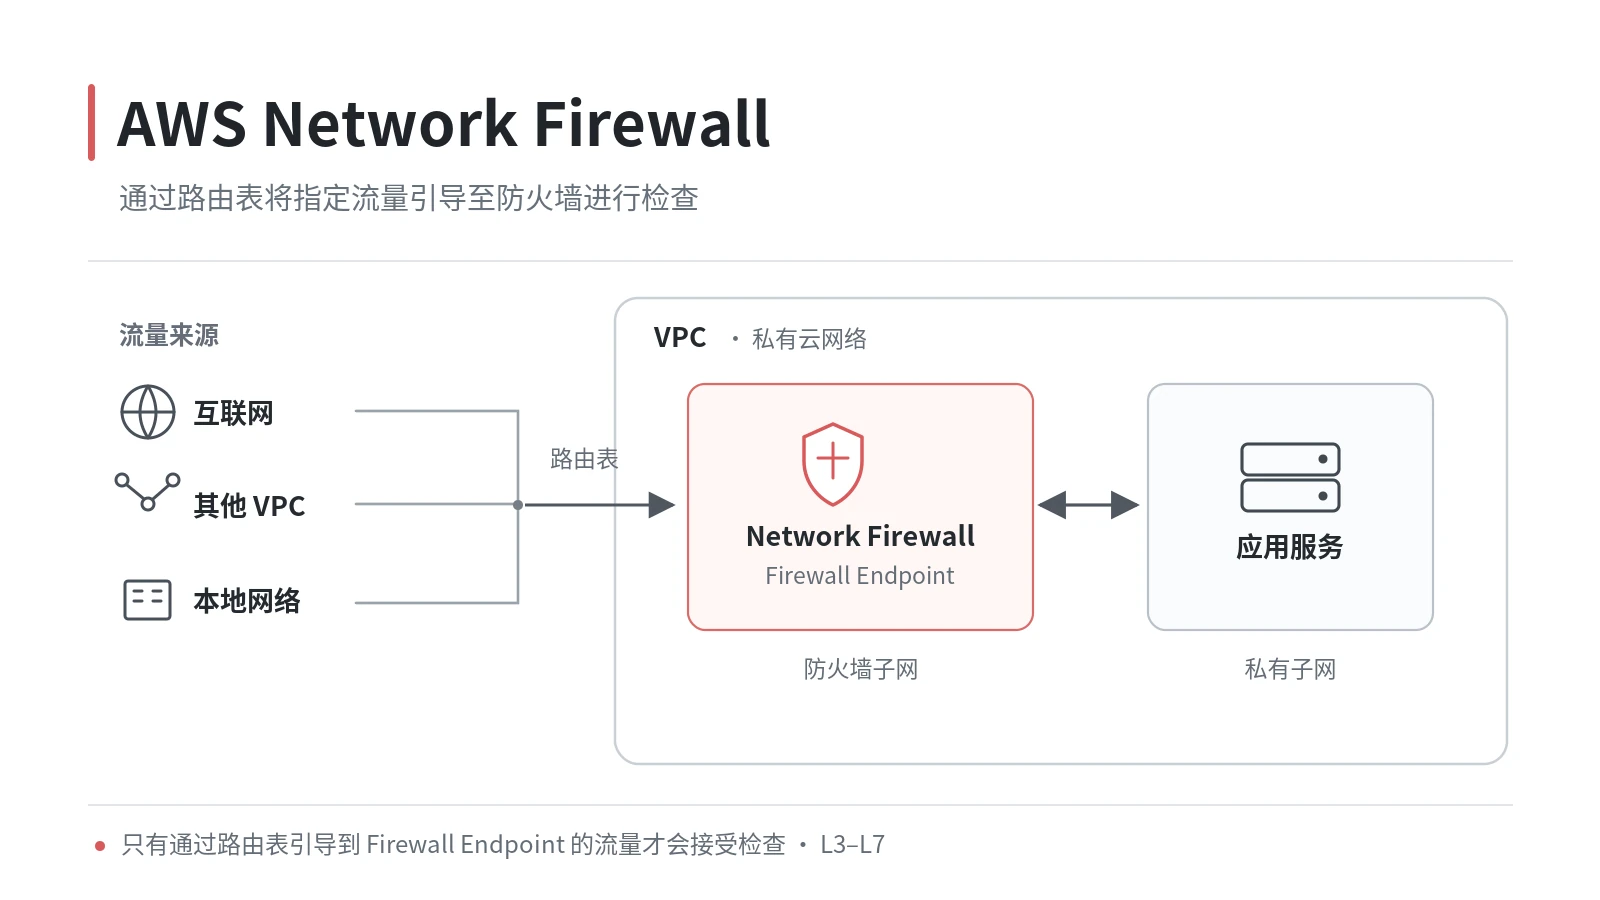 AWS Network Firewall
通过路由表将指定流量引导至防火墙进行检查
流量来源
互联网
其他 VPC
本地网络
路由表
VPC · 私有云网络
Network Firewall
Firewall Endpoint
防火墙子网
应用服务
私有子网
只有通过路由表引导到 Firewall Endpoint 的流量才会接受检查 · L3–L7